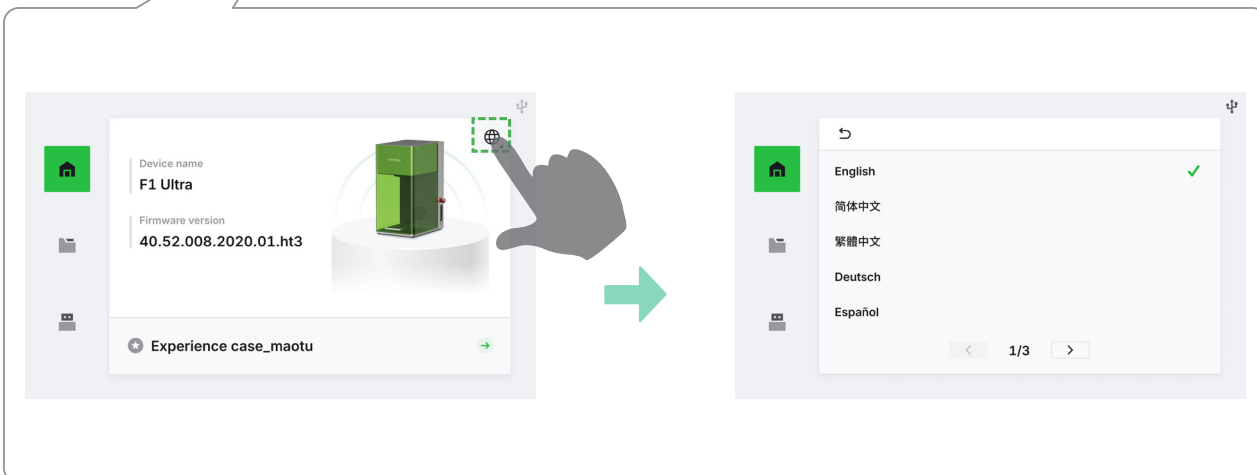 Device name
F1 Ultra
Firmware version
40.52.008.2020.01.ht3
Experience case_maotu
English
简体中文
繁體中文
Deutsch
Español
1/3